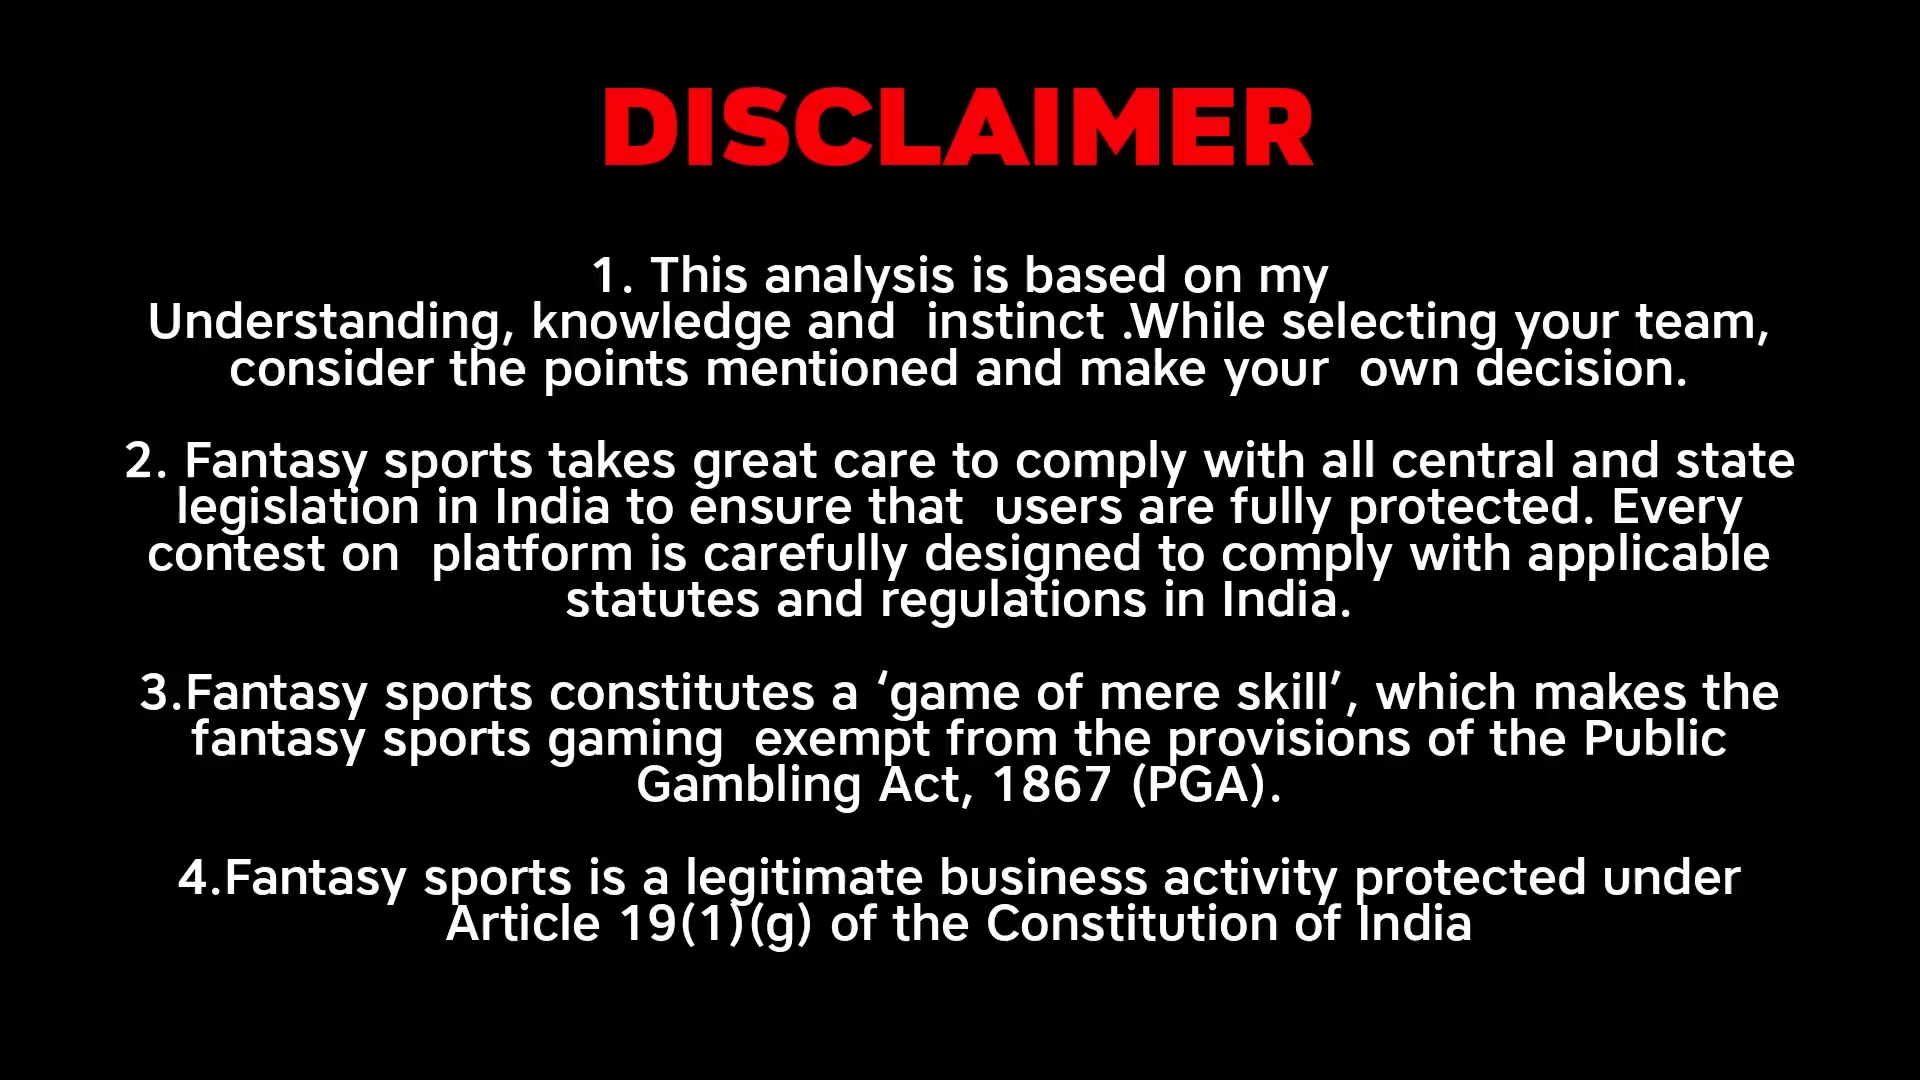 DISCLAIMER
1. This analysis is based on my
Understanding, knowledge and  instinct .While selecting your team,
consider the points mentioned and make your  own decision.
2. Fantasy sports takes great care to comply with all central and state
legislation in India to ensure that  users are fully protected. Every
contest on  platform is carefully designed to comply with applicable
statutes and regulations in India.
3.Fantasy sports constitutes a ‘game of mere skill’, which makes the
fantasy sports gaming  exempt from the provisions of the Public
Gambling Act, 1867 (PGA).
4.Fantasy sports is a legitimate business activity protected under
Article 19(1)(g) of the Constitution of India